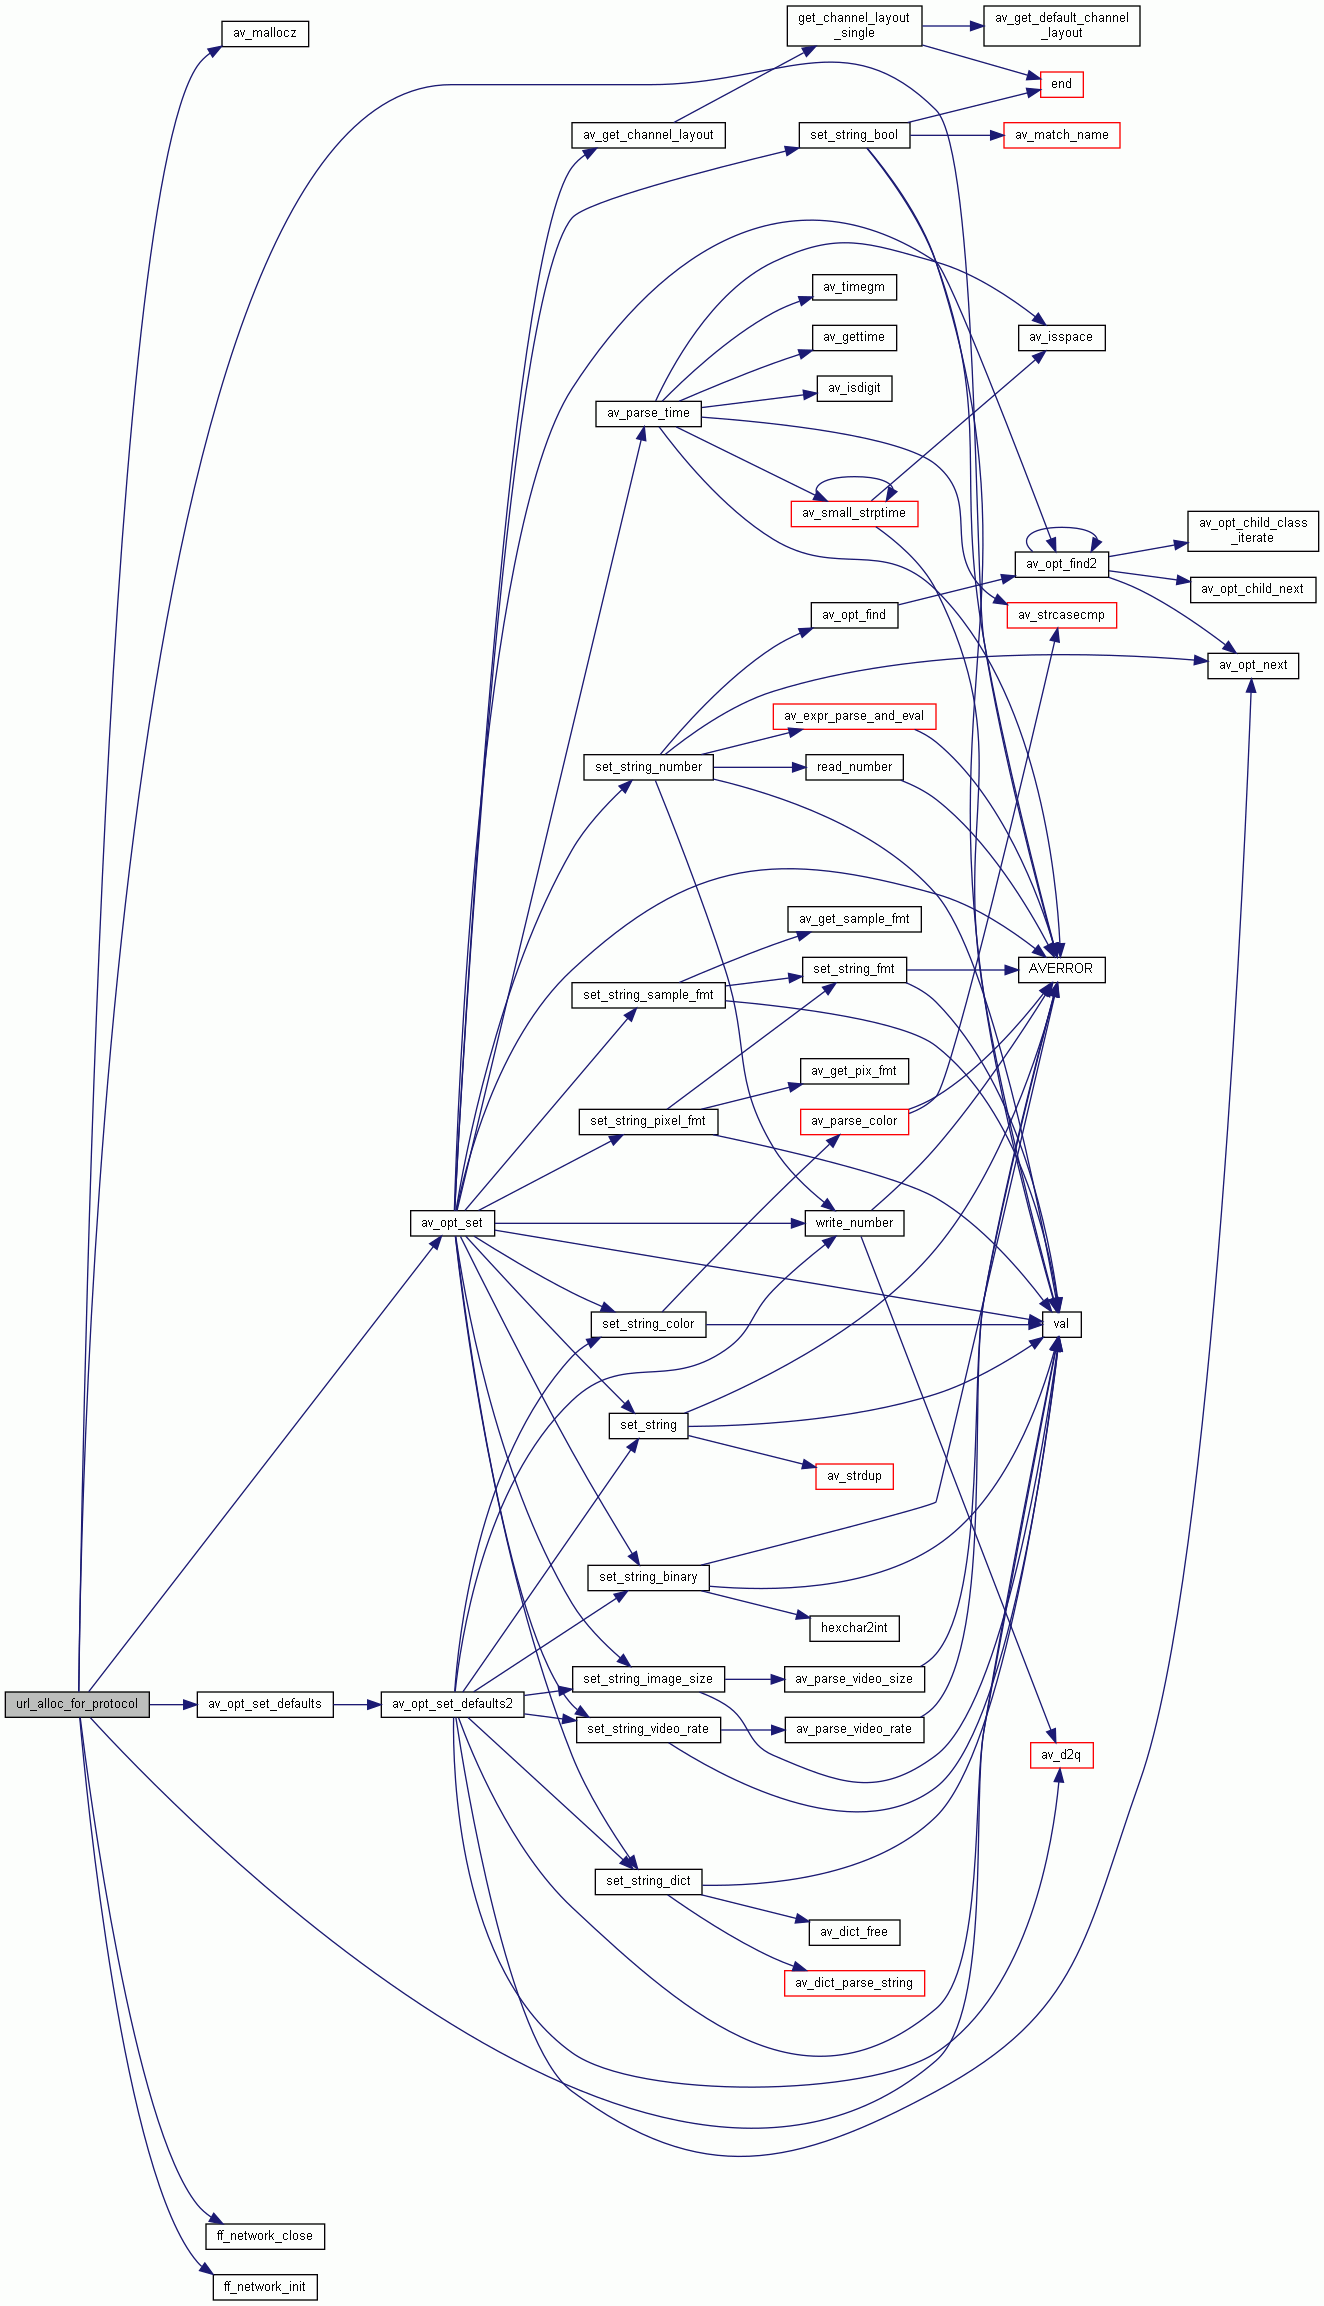 get_channel_layout
_single
av_get_default_channel
_layout
av_mallocz
end
av_get_channel_layout
set_string_bool
av_match_name
av_timegm
av_gettime
av_isspace
av_isdigit
av_parse_time
av_small_strptime
av_opt_child_class
_iterate
av_opt_find2
av_opt_child_next
av_opt_find
av_strcasecmp
av_opt_next
av_expr_parse_and_eval
set_string_number
read_number
av_get_sample_fmt
set_string_fmt
AVERROR
set_string_sample_fmt
av_get_pix_fmt
set_string_pixel_fmt
av_parse_color
av_opt_set
write_number
set_string_color
val
set_string
av_strdup
set_string_binary
hexchar2int
set_string_image_size
av_parse_video_size
url_alloc_for_protocol
av_opt_set_defaults
av_opt_set_defaults2
set_string_video_rate
av_parse_video_rate
av_d2q
set_string_dict
av_dict_free
av_dict_parse_string
ff_network_close
ff_network_init